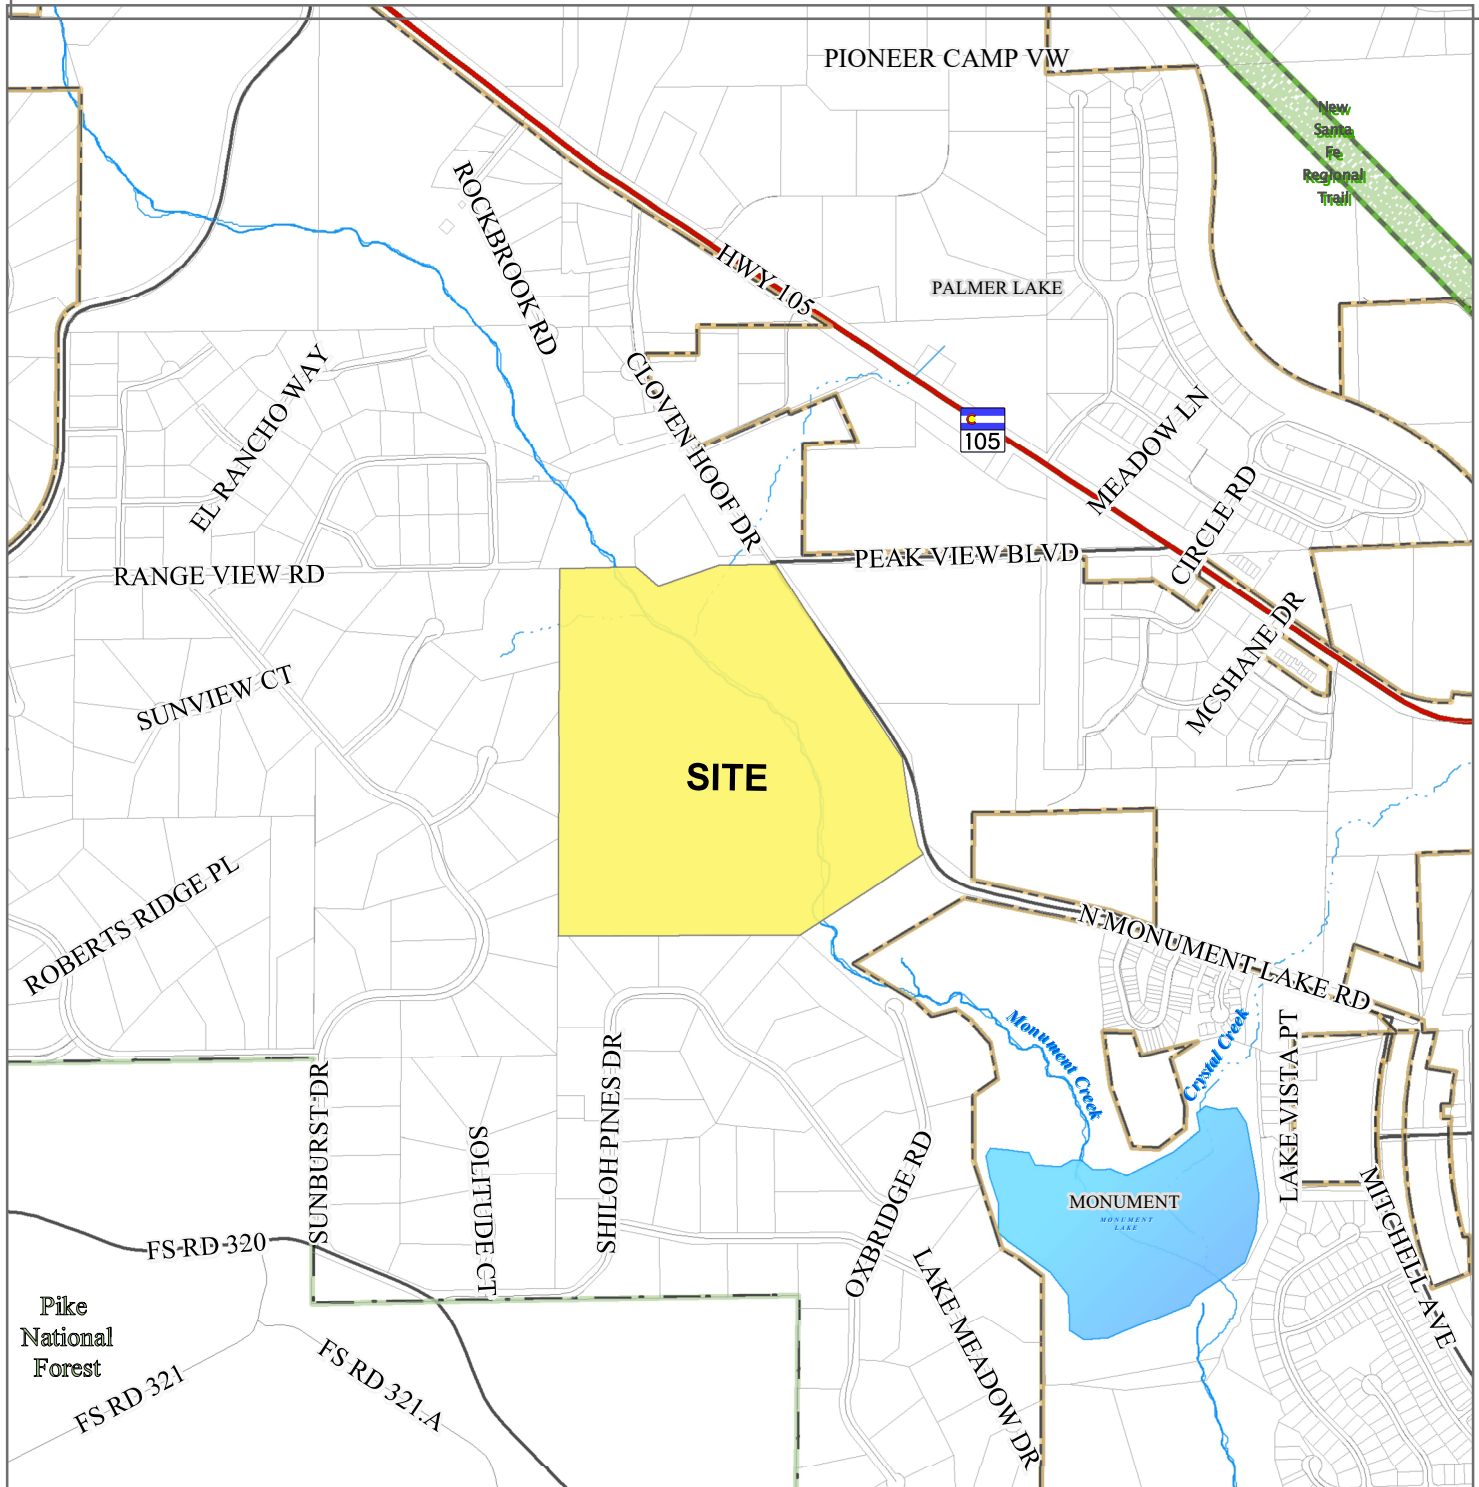 PIONEER CAMP VW
New
Santa
Fe
Regional
Trail
ROCKBROOK RD
HWY 105
PALMER LAKE
EL RANCHO WAY
CLOVEN HOOF DR
C
105
MEADOW LN
CIRCLE RD
PEAK VIEW BLVD
RANGE VIEW RD
MCSHANE DR
SUNVIEW CT
SITE
ROBERTS RIDGE PL
N MONUMENT LAKE RD
Monument Creek
Crystal Creek
LAKE VISTA PT
SUNBURST DR
SOLITUDE CT
SHILOH PINES DR
OXBRIDGE RD
MONUMENT
MONUMENT
LAKE
MITCHELL AVE
FS RD 320
LAKE MEADOW DR
Pike
National
Forest
FS RD 321
FS RD 321.A